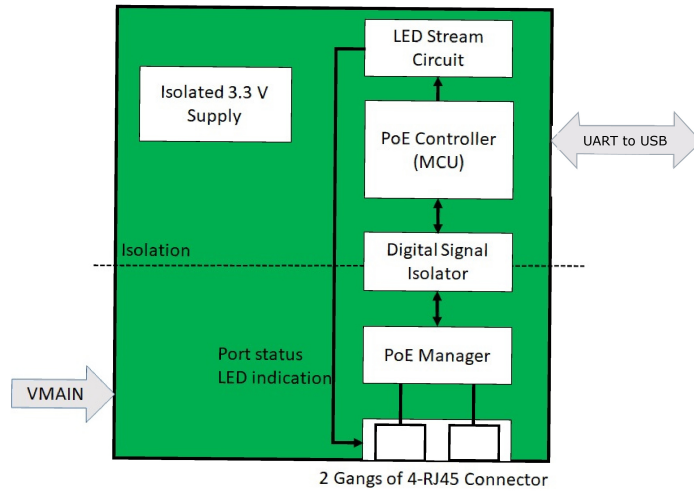 LED Stream
Circuit
Isolated 3.3 V
Supply
PoE Controller
(MCU)
UART to USB
Isolation
Digital Signal
Isolator
Port status
LED indication
PoE Manager
VMAIN
2 Gangs of 4-RJ45 Connector